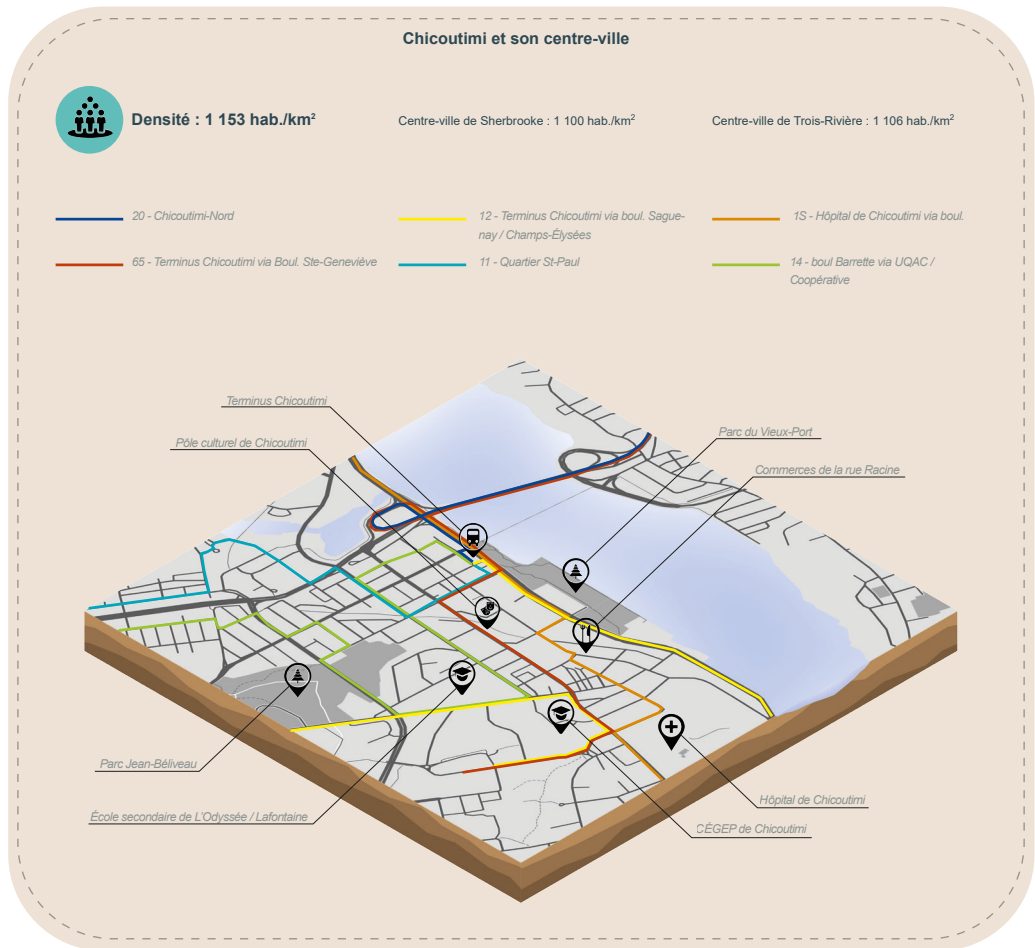 Chicoutimi et son centre-ville
Densité : 1 153 hab./km²
Centre-ville de Sherbrooke : 1 100 hab./km²
Centre-ville de Trois-Rivière : 1 106 hab./km²
20 - Chicoutimi-Nord
12 - Terminus Chicoutimi via boul. Sague-
nay / Champs-Élysées
1S - Hôpital de Chicoutimi via boul.
65 - Terminus Chicoutimi via Boul. Ste-Geneviève
11 - Quartier St-Paul
14 - boul Barrette via UQAC /
Coopérative
Terminus Chicoutimi
Pôle culturel de Chicoutimi
Parc du Vieux-Port
Commerces de la rue Racine
Parc Jean-Béliveau
École secondaire de L'Odyssée / Lafontaine
Hôpital de Chicoutimi
CÉGEP de Chicoutimi